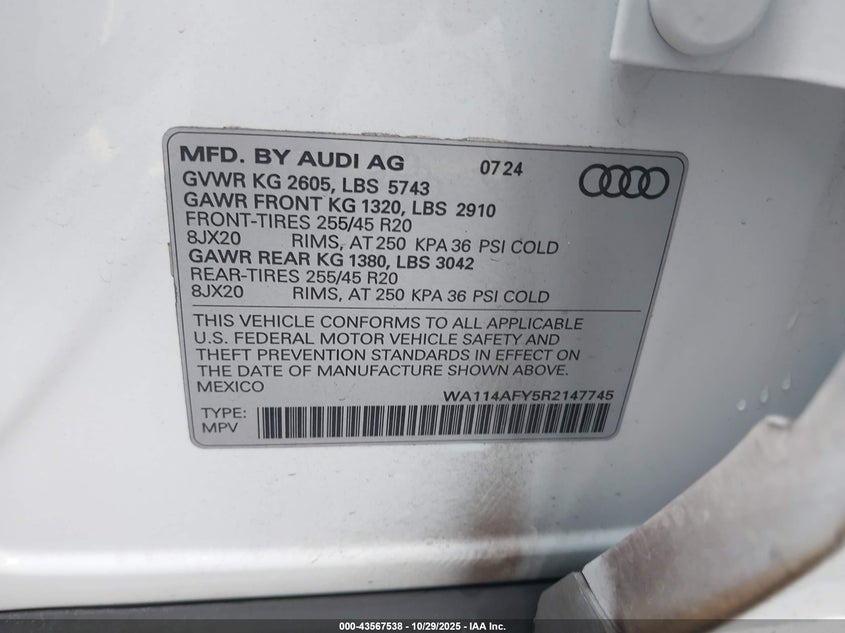 MFD. BY AUDI AG 07 24
GVWR KG 2605, LBS 5743
GAWR FRONT KG 1320, LBS 2910
FRONT-TIRES 255/45 R20
8JX20 RIMS, AT 250 KPA 36 PSI COLD
GAWR REAR KG 1380, LBS 3042
REAR-TIRES 255/45 R20
8JX20 RIMS, AT 250 KPA 36 PSI COLD
THIS VEHICLE CONFORMS TO ALL APPLICABLE
U.S. FEDERAL MOTOR VEHICLE SAFETY AND
THEFT PREVENTION STANDARDS IN EFFECT ON
THE DATE OF MANUFACTURE SHOWN ABOVE.
MEXICO
WA114AFY5R2147745
TYPE:
MPV
000-43567538 - 10/29/2025 - IAA Inc.